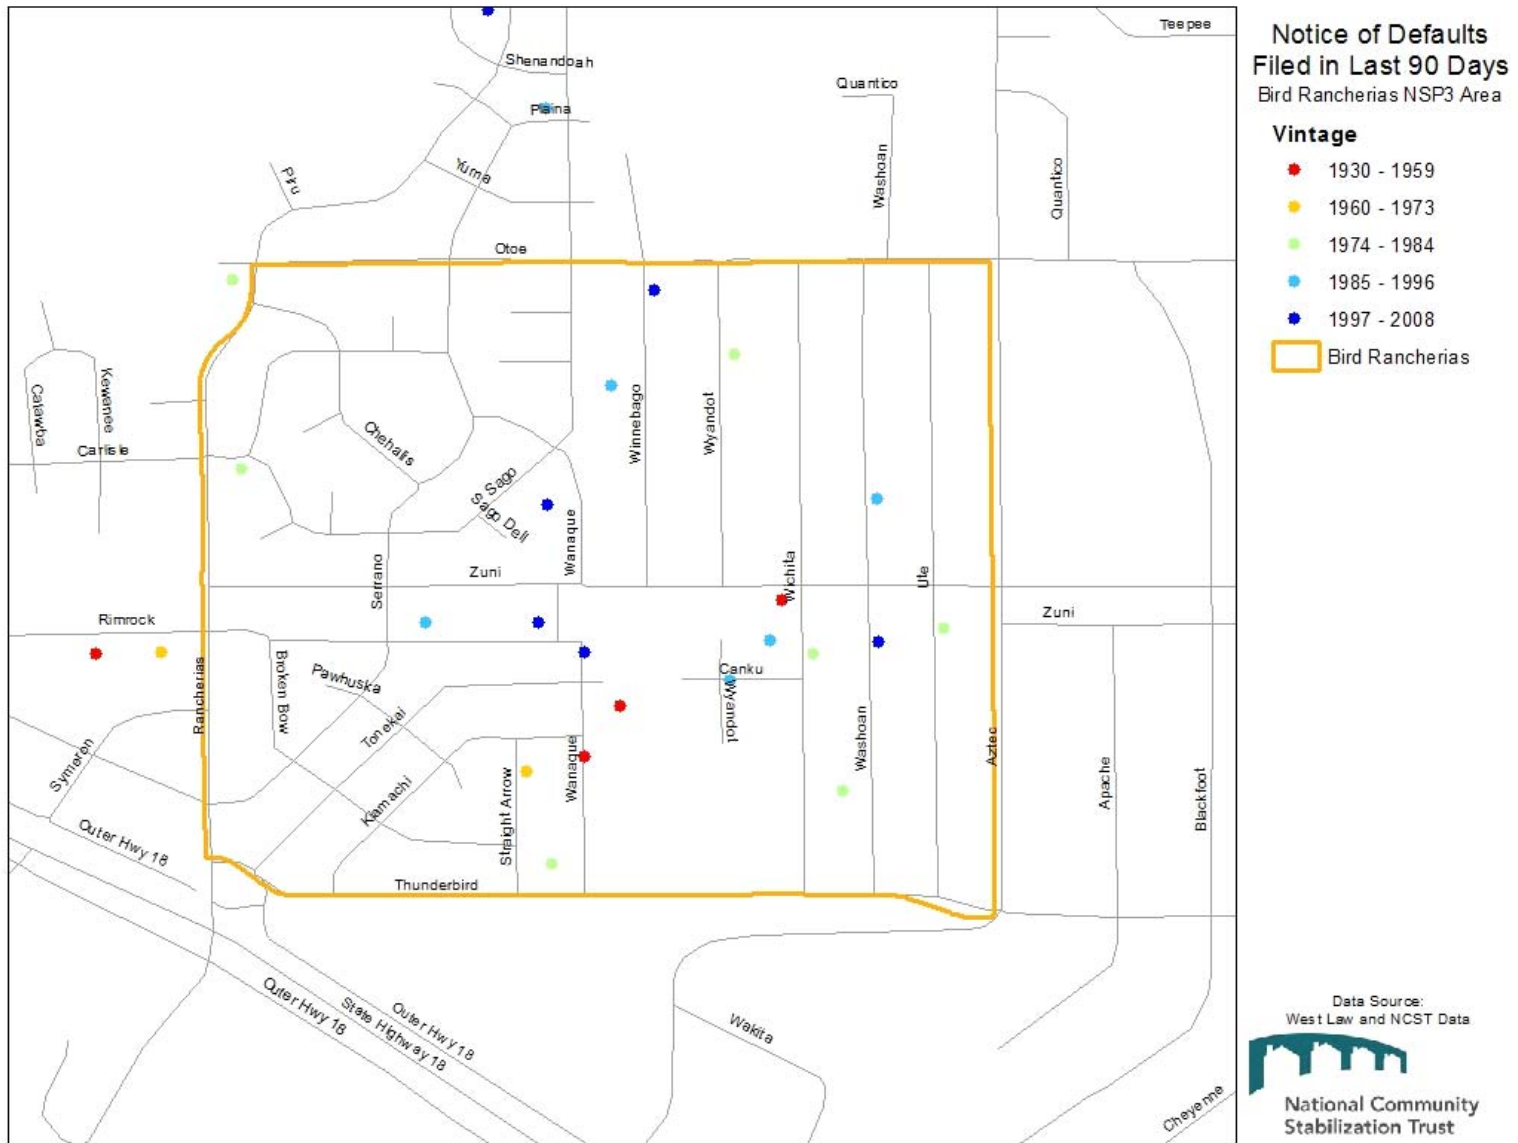 Teepee
Shenandoah
Quantico
Plaina
Yuma
Piru
Washoan
Quantico
Otoe
Catawba
Kewanee
Carlisle
Chehalis
Winnebago
Wyandot
Sago
Sago Dell
Wanaque
Serrano
Zuni
Wichita
Ute
Rimrock
Zuni
Rancherias
Broken Bow
Pawhuska
Canku
Wyandot
Tonekai
Washoan
Aztec
Symeron
Kiamachi
Straight Arrow
Wanaque
Apache
Blackfoot
Outer Hwy 18
Thunderbird
Outer Hwy 18
State Highway 18
Outer Hwy 18
Wakita
Cheyenne
Notice of Defaults
Filed in Last 90 Days
Bird Rancherias NSP3 Area
Vintage
1930 - 1959
1960 - 1973
1974 - 1984
1985 - 1996
1997 - 2008
Bird Rancherias
Data Source:
West Law and NCST Data
National Community
Stabilization Trust